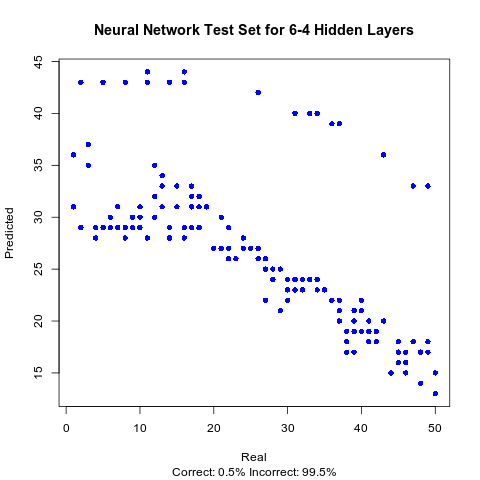 Neural Network Test Set for 6-4 Hidden Layers
Predicted
45
40
35
30
25
20
15
0 10 20 30 40 50
Real
Correct: 0.5% Incorrect: 99.5%